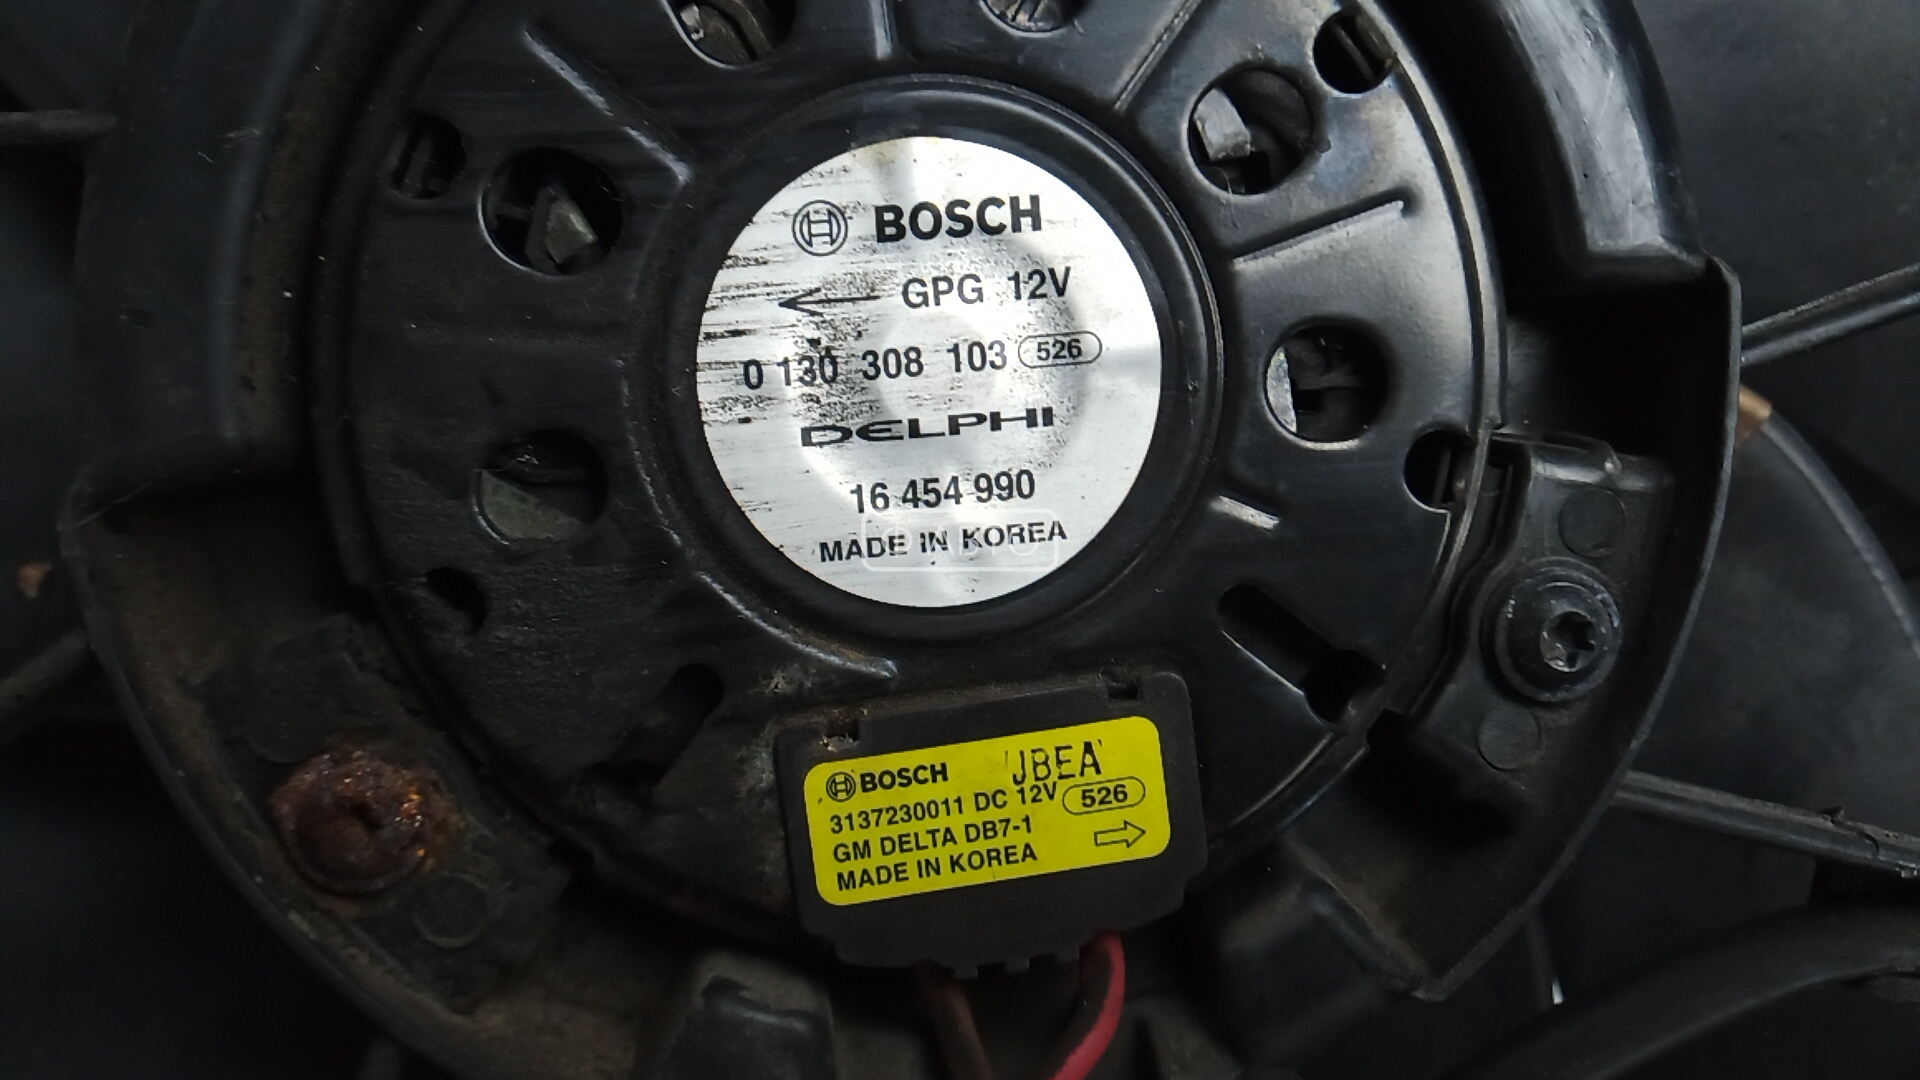 BOSCH
GPG 12V
0 130 308 103 526
DELPHI
16 454 990
MADE IN KOREA
BOSCH JBEA
3137230011 DC 12V 526
GM DELTA DB7-1
MADE IN KOREA